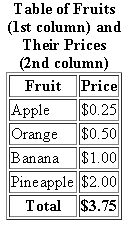 Table of Fruits
(1st column) and
Their Prices
(2nd column)
Fruit Price
Apple $0.25
Orange $0.50
Banana $1.00
Pineapple $2.00
Total $3.75